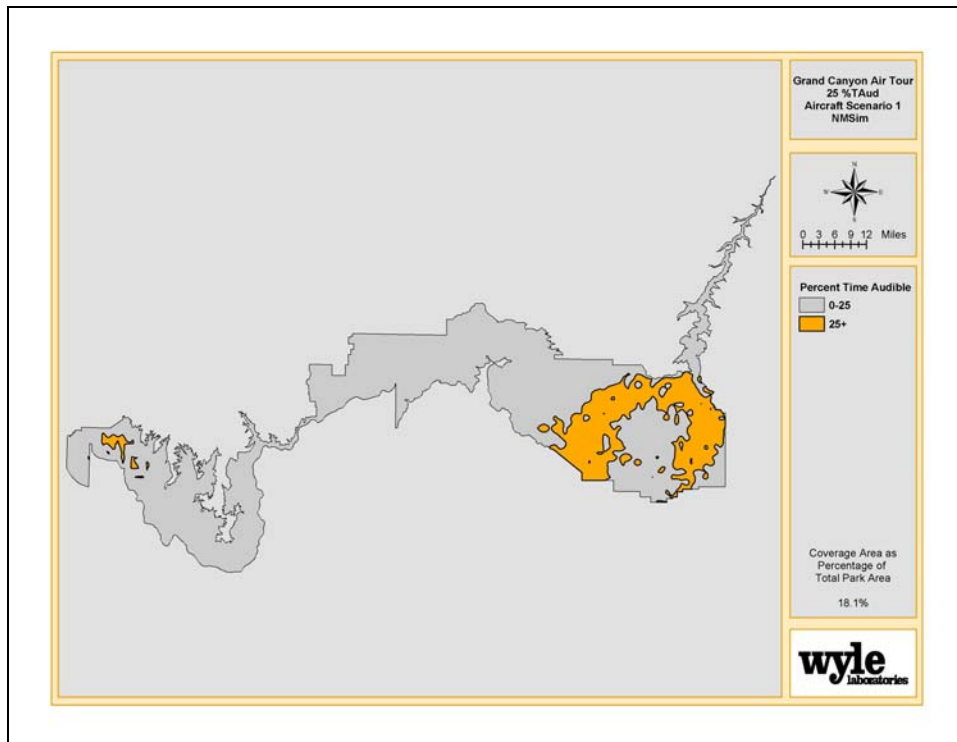 Grand Canyon Air Tour
25 %TAud
Aircraft Scenario 1
NMSim
N
W E
S
0 3 6 9 12 Miles
Percent Time Audible
0-25
25+
Coverage Area as
Percentage of
Total Park Area
18.1%
wyle
laboratories